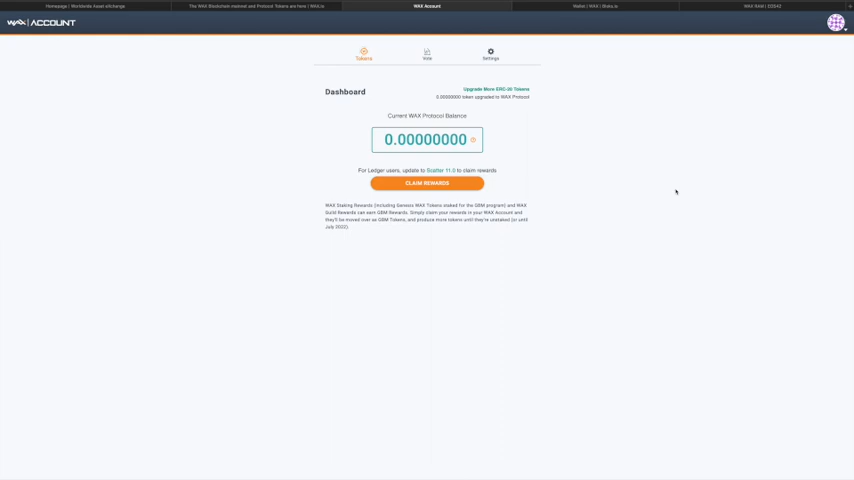 Homepage | Worldwide Asset eXchange
The WAX Blockchain mainnet and Protocol Tokens are here | WAX.io
WAX Account
Wallet | WAX | Bloks.io
WAX RAM | EOSX
WAX | ACCOUNT
Tokens
Vote
Settings
Dashboard
Upgrade More ERC-20 Tokens
0.00000000 token upgraded to WAX Protocol
Current WAX Protocol Balance
0.00000000
For Ledger users, update to Scatter 11.0 to claim rewards
CLAIM REWARDS
WAX Staking Rewards (including Genesis WAX Tokens staked for the GBM program) and WAX
Guild Rewards can earn GBM Rewards. Simply claim your rewards in your WAX Account and
they'll be moved over as GBM Tokens, and produce more tokens until they're unstaked (or until
July 2022).